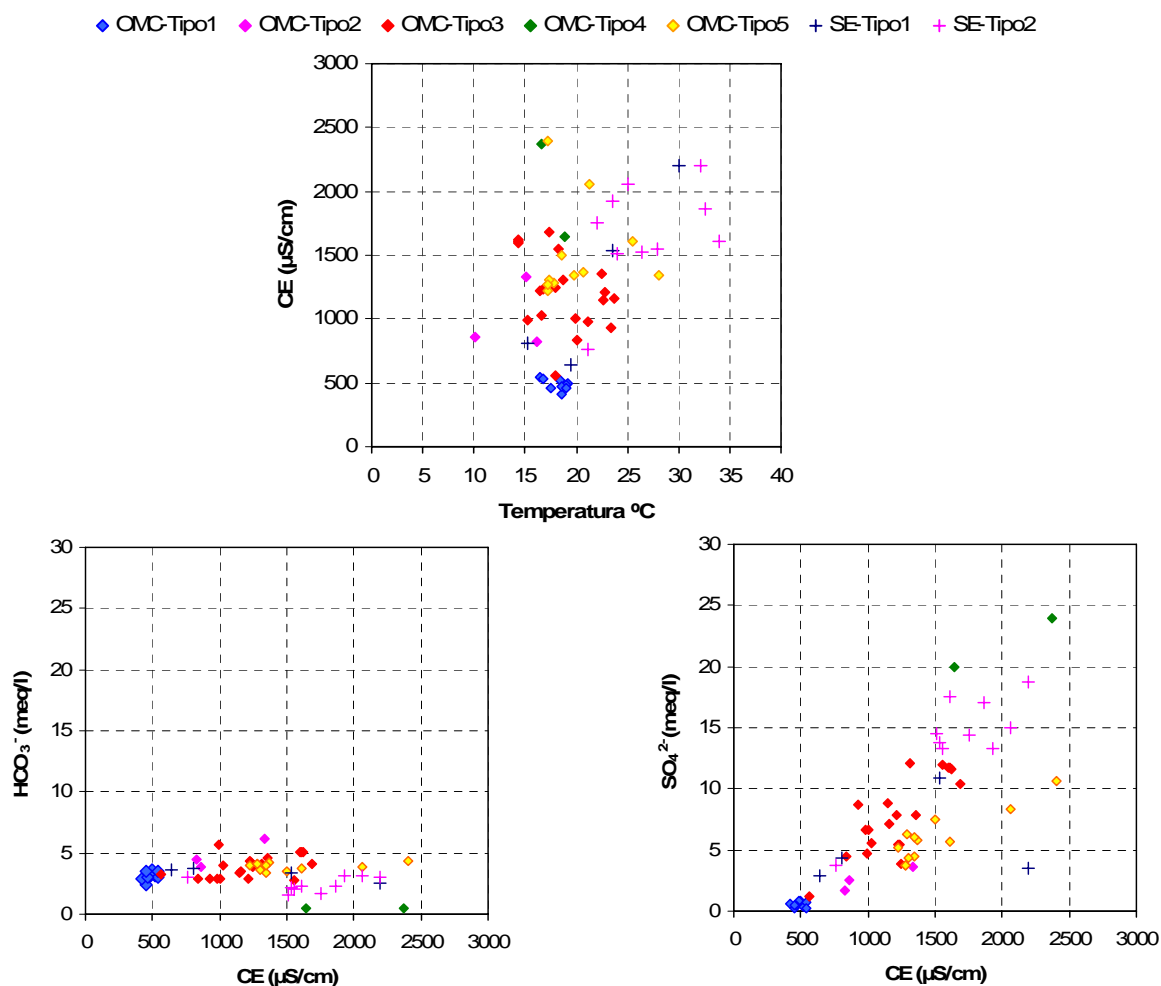 OMC-Tipo1 OMC-Tipo2 OMC-Tipo3 OMC-Tipo4 OMC-Tipo5 SE-Tipo1 SE-Tipo2
3000
2500
2000
1500
1000
500
0
CE (µS/cm)
0 5 10 15 20 25 30 35 40
Temperatura ºC
30
25
20
15
10
5
0
HCO₃⁻ (meq/l)
0 500 1000 1500 2000 2500 3000
CE (µS/cm)
30
25
20
15
10
5
0
SO₄²⁻ (meq/l)
0 500 1000 1500 2000 2500 3000
CE (µS/cm)